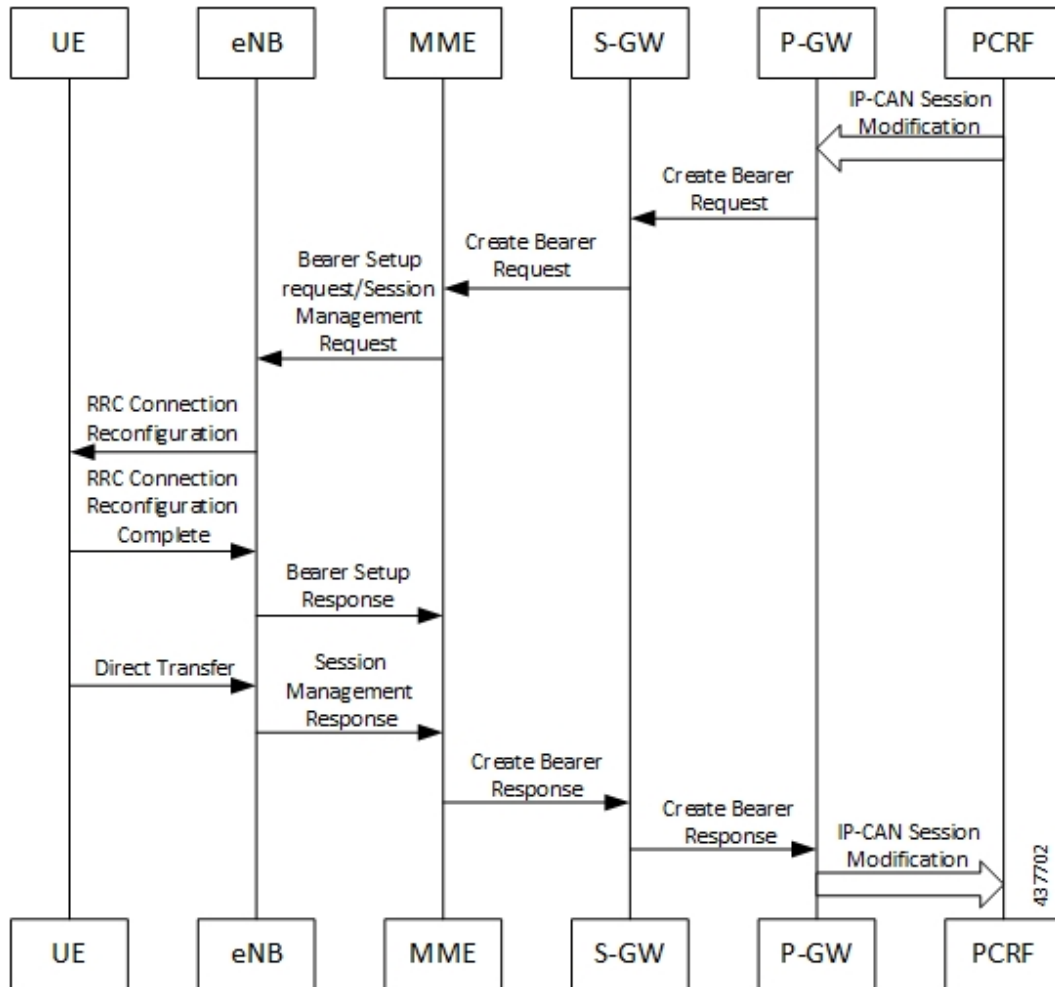 UE
eNB
MME
S-GW
P-GW
PCRF
IP-CAN Session
Modification
Create Bearer
Request
Create Bearer
Request
Bearer Setup
request/Session
Management
Request
RRC Connection
Reconfiguration
RRC Connection
Reconfiguration
Complete
Bearer Setup
Response
Direct Transfer
Session
Management
Response
Create Bearer
Response
Create Bearer
Response
IP-CAN Session
Modification
437702
UE
eNB
MME
S-GW
P-GW
PCRF